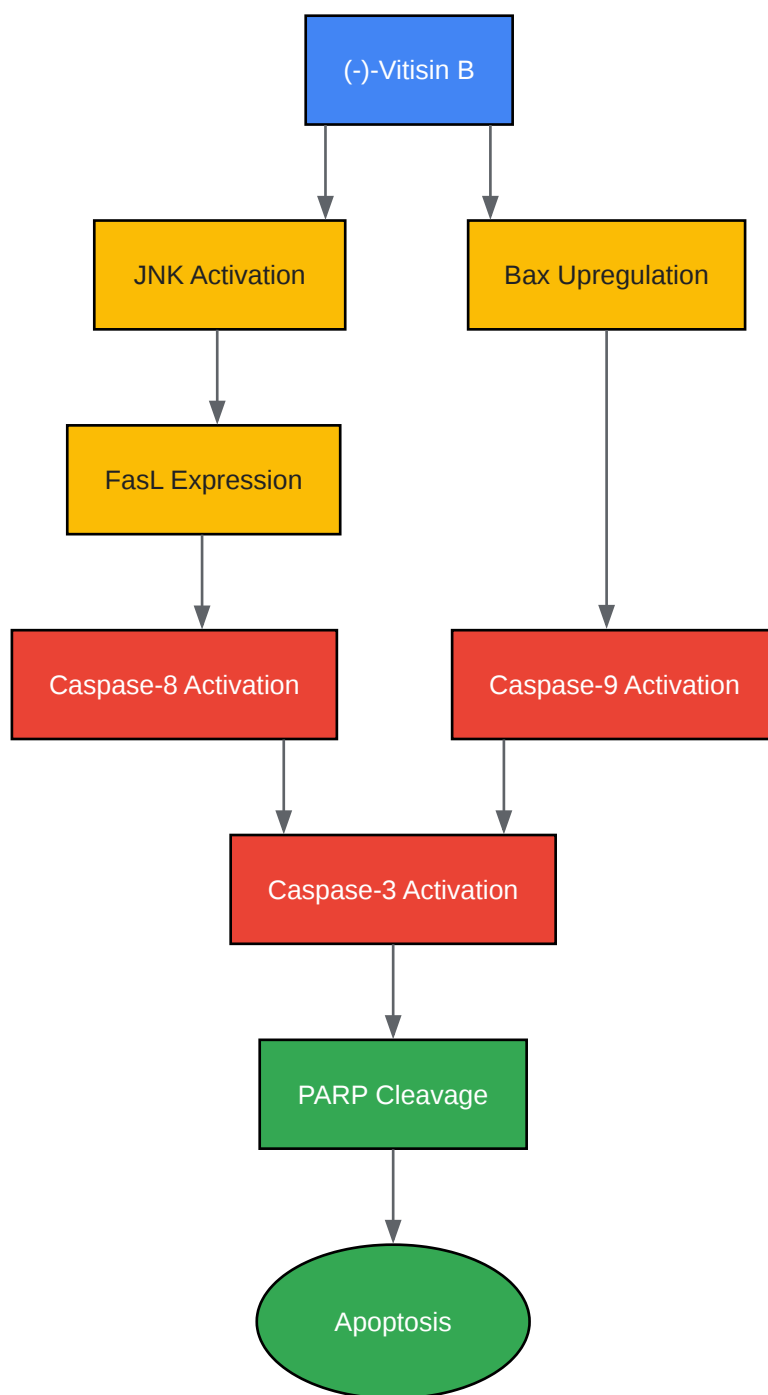 (-)-Vitisin B
JNK Activation
Bax Upregulation
FasL Expression
Caspase-8 Activation
Caspase-9 Activation
Caspase-3 Activation
PARP Cleavage
Apoptosis